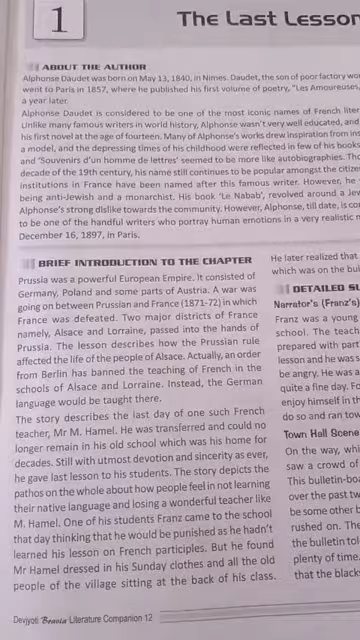 1
The Last Lesson
ABOUT THE AUTHOR
Alphonse Daudet was born on May 13, 1840, in Nimes. Daudet, the son of poor factory
went to Paris in 1857, where he published his first volume of poetry, "Les Amoureuses,
a year later.
Alphonse Daudet is considered to be one of the most iconic names of French
Unlike many famous writers in world history, Alphonse wasn't very well educated, and
his first novel at the age of fourteen. Many of Alphonse's works drew inspiration from
a model, and the depressing times of his childhood were reflected in few of his books
and 'Souvenirs d'un homme de lettres' seemed to be more like autobiographies.
decade of the 19th century, his name still continues to be popular amongst the
institutions in France have been named after this famous writer. However, he
being anti-Jewish and a monarchist. His book 'Le Nabab', revolved around a
Alphonse's strong dislike towards the community. However, Alphonse, till date, is
to be one of the handful writers who portray human emotions in a very realistic
December 16, 1897, in Paris.
BRIEF INTRODUCTION TO THE CHAPTER
Prussia was a powerful European Empire. It consisted of
Germany, Poland and some parts of Austria. A war was
going on between Prussian and France (1871-72) in which
France was defeated. Two major districts of France
namely, Alsace and Lorraine, passed into the hands of
Prussia. The lesson describes how the Prussian rule
affected the life of the people of Alsace. Actually, an order
from Berlin has banned the teaching of French in the
schools of Alsace and Lorraine. Instead, the German
language would be taught there.
The story describes the last day of one such French
teacher, Mr M. Hamel. He was transferred and could no
longer remain in his old school which was his home for
decades. Still with utmost devotion and sincerity as ever,
he gave last lesson to his students. The story depicts the
pathos on the whole about how people feel in not learning
their native language and losing a wonderful teacher like
M. Hamel. One of his students Franz came to the school
that day thinking that he would be punished as he hadn't
learned his lesson on French participles. But he found
Mr Hamel dressed in his Sunday clothes and all the old
people of the village sitting at the back of his class.
He later realized that
which was on the
DETAILED
Narrator's (Franz's)
Franz was a young
school. The
prepared with
lesson and he was
be angry. He was a
quite a fine day.
enjoy himself in
do so and ran
Town Hall Scene
On the way,
saw a crowd of
This
over the past
be some other
rushed on. The
the bulletin
plenty of time.
that the
Devjyoti Beauta Literature Companion 12